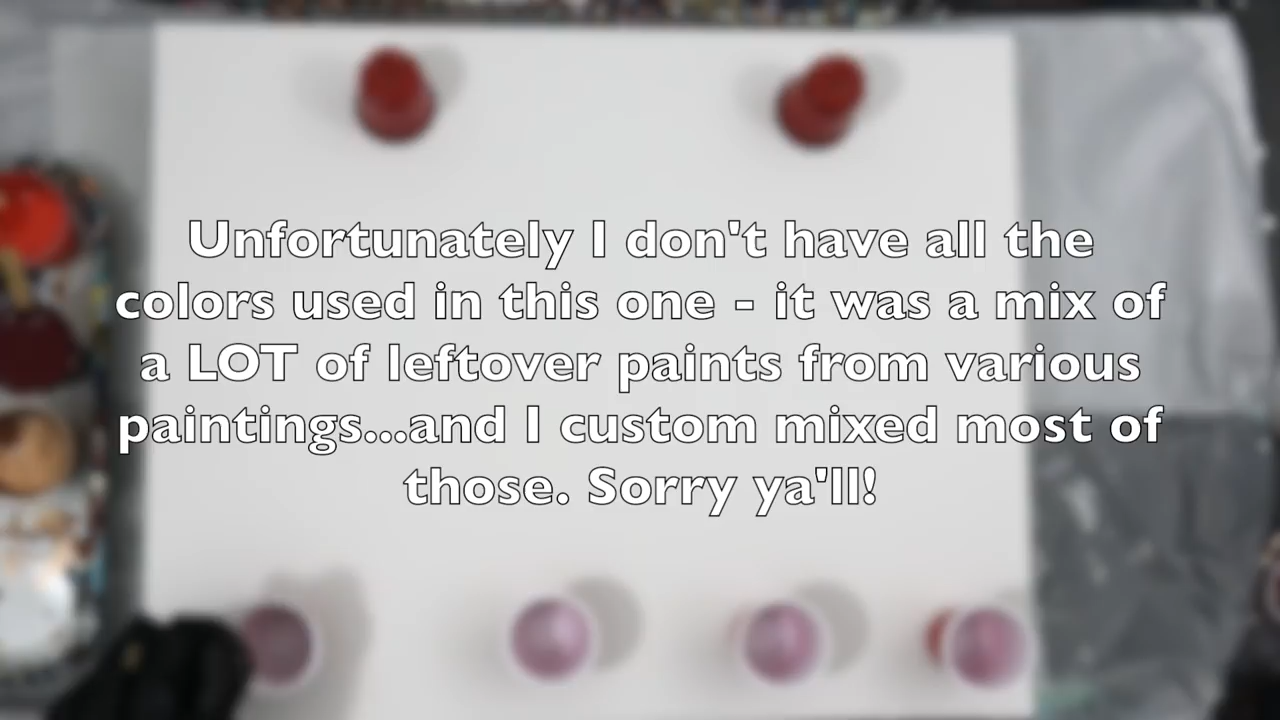 Unfortunately I don't have all the
colors used in this one - it was a mix of
a LOT of leftover paints from various
paintings...and I custom mixed most of
those. Sorry ya'll!